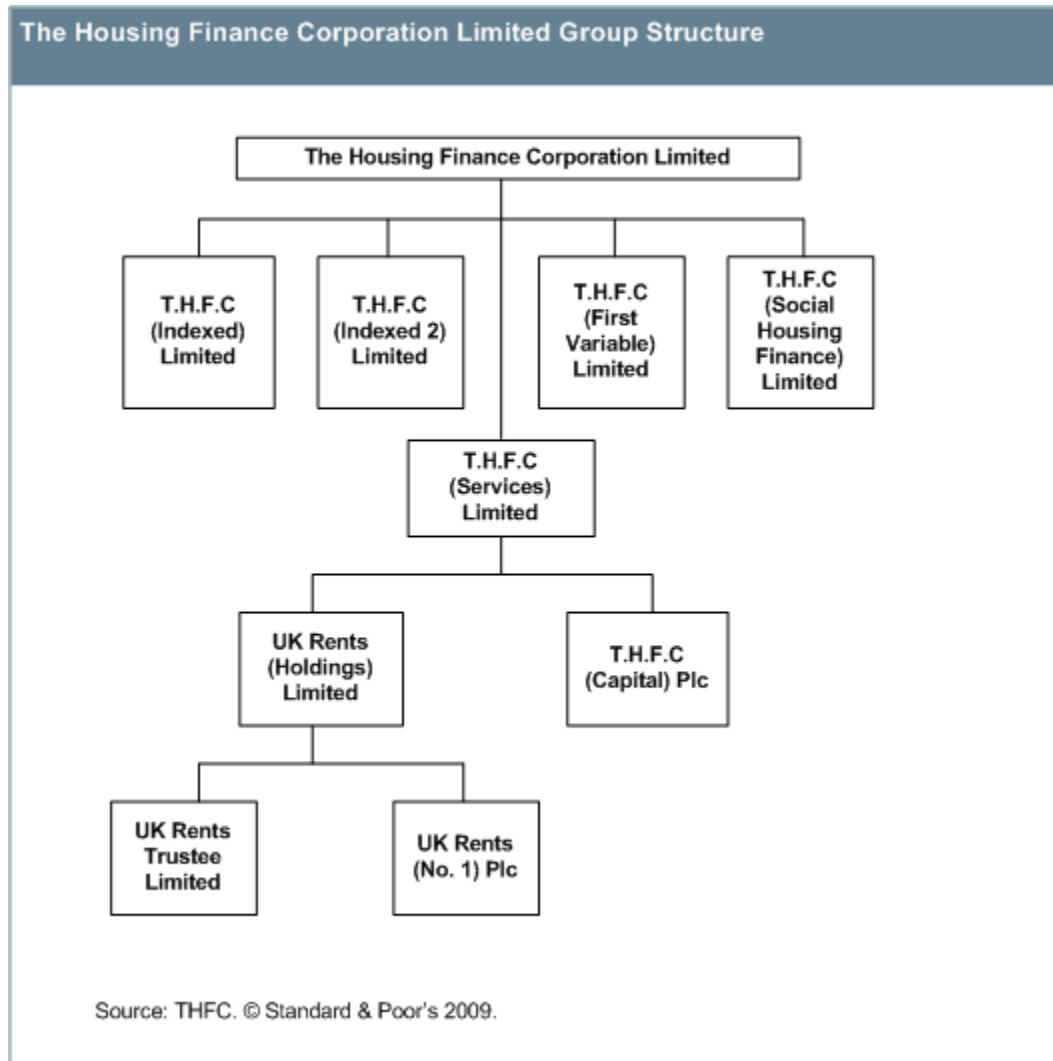 The Housing Finance Corporation Limited Group Structure
The Housing Finance Corporation Limited
T.H.F.C
(Indexed)
Limited
T.H.F.C
(Indexed 2)
Limited
T.H.F.C
(First
Variable)
Limited
T.H.F.C
(Social
Housing
Finance)
Limited
T.H.F.C
(Services)
Limited
UK Rents
(Holdings)
Limited
T.H.F.C
(Capital) Plc
UK Rents
Trustee
Limited
UK Rents
(No. 1) Plc
Source: THFC. © Standard & Poor's 2009.